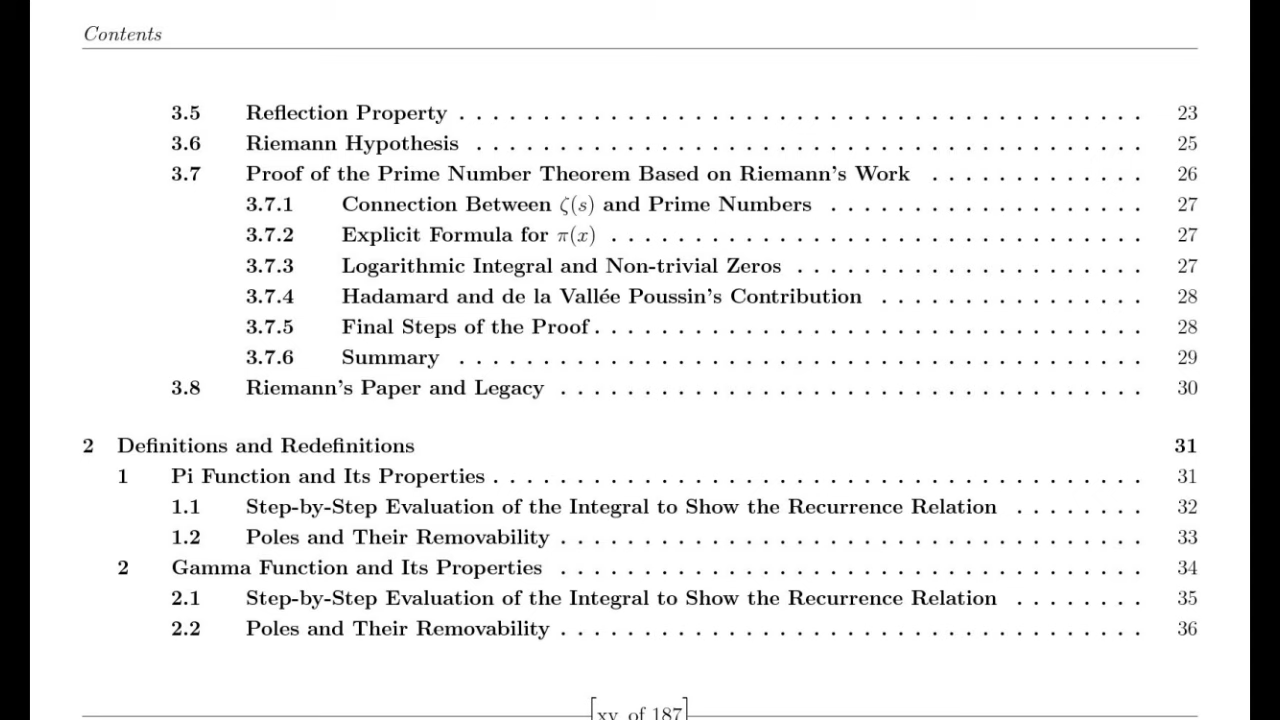 Contents
3.5 Reflection Property . . . . . . . . . . . . . . . . . . . . . . . . . . . . . . . . . . . . . . . . . 23
3.6 Riemann Hypothesis . . . . . . . . . . . . . . . . . . . . . . . . . . . . . . . . . . . . . . . . 25
3.7 Proof of the Prime Number Theorem Based on Riemann's Work . . . . . . . . . . . . . 26
3.7.1 Connection Between ζ(s) and Prime Numbers . . . . . . . . . . . . . . . . . . . 27
3.7.2 Explicit Formula for π(x) . . . . . . . . . . . . . . . . . . . . . . . . . . . . . . . . 27
3.7.3 Logarithmic Integral and Non-trivial Zeros . . . . . . . . . . . . . . . . . . . . . 27
3.7.4 Hadamard and de la Vallée Poussin's Contribution . . . . . . . . . . . . . . . . 28
3.7.5 Final Steps of the Proof . . . . . . . . . . . . . . . . . . . . . . . . . . . . . . . . . 28
3.7.6 Summary . . . . . . . . . . . . . . . . . . . . . . . . . . . . . . . . . . . . . . . . . 29
3.8 Riemann's Paper and Legacy . . . . . . . . . . . . . . . . . . . . . . . . . . . . . . . . . . . 30
2 Definitions and Redefinitions 31
1 Pi Function and Its Properties . . . . . . . . . . . . . . . . . . . . . . . . . . . . . . . . . . . . . . . 31
1.1 Step-by-Step Evaluation of the Integral to Show the Recurrence Relation . . . . . . . . 32
1.2 Poles and Their Removability . . . . . . . . . . . . . . . . . . . . . . . . . . . . . . . . . . . 33
2 Gamma Function and Its Properties . . . . . . . . . . . . . . . . . . . . . . . . . . . . . . . . . . . 34
2.1 Step-by-Step Evaluation of the Integral to Show the Recurrence Relation . . . . . . . . 35
2.2 Poles and Their Removability . . . . . . . . . . . . . . . . . . . . . . . . . . . . . . . . . . . 36
[xv of 187]